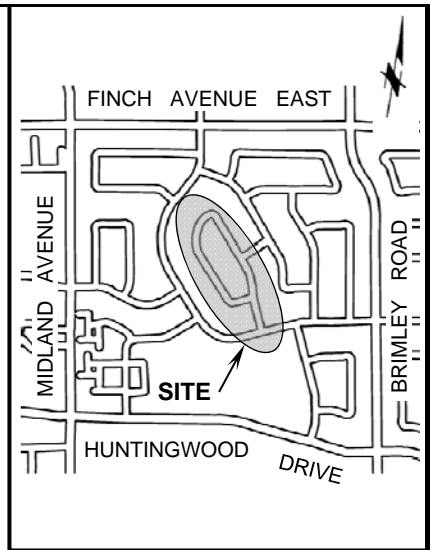 FINCH AVENUE EAST
MIDLAND AVENUE
BRIMLEY ROAD
SITE
HUNTINGWOOD DRIVE